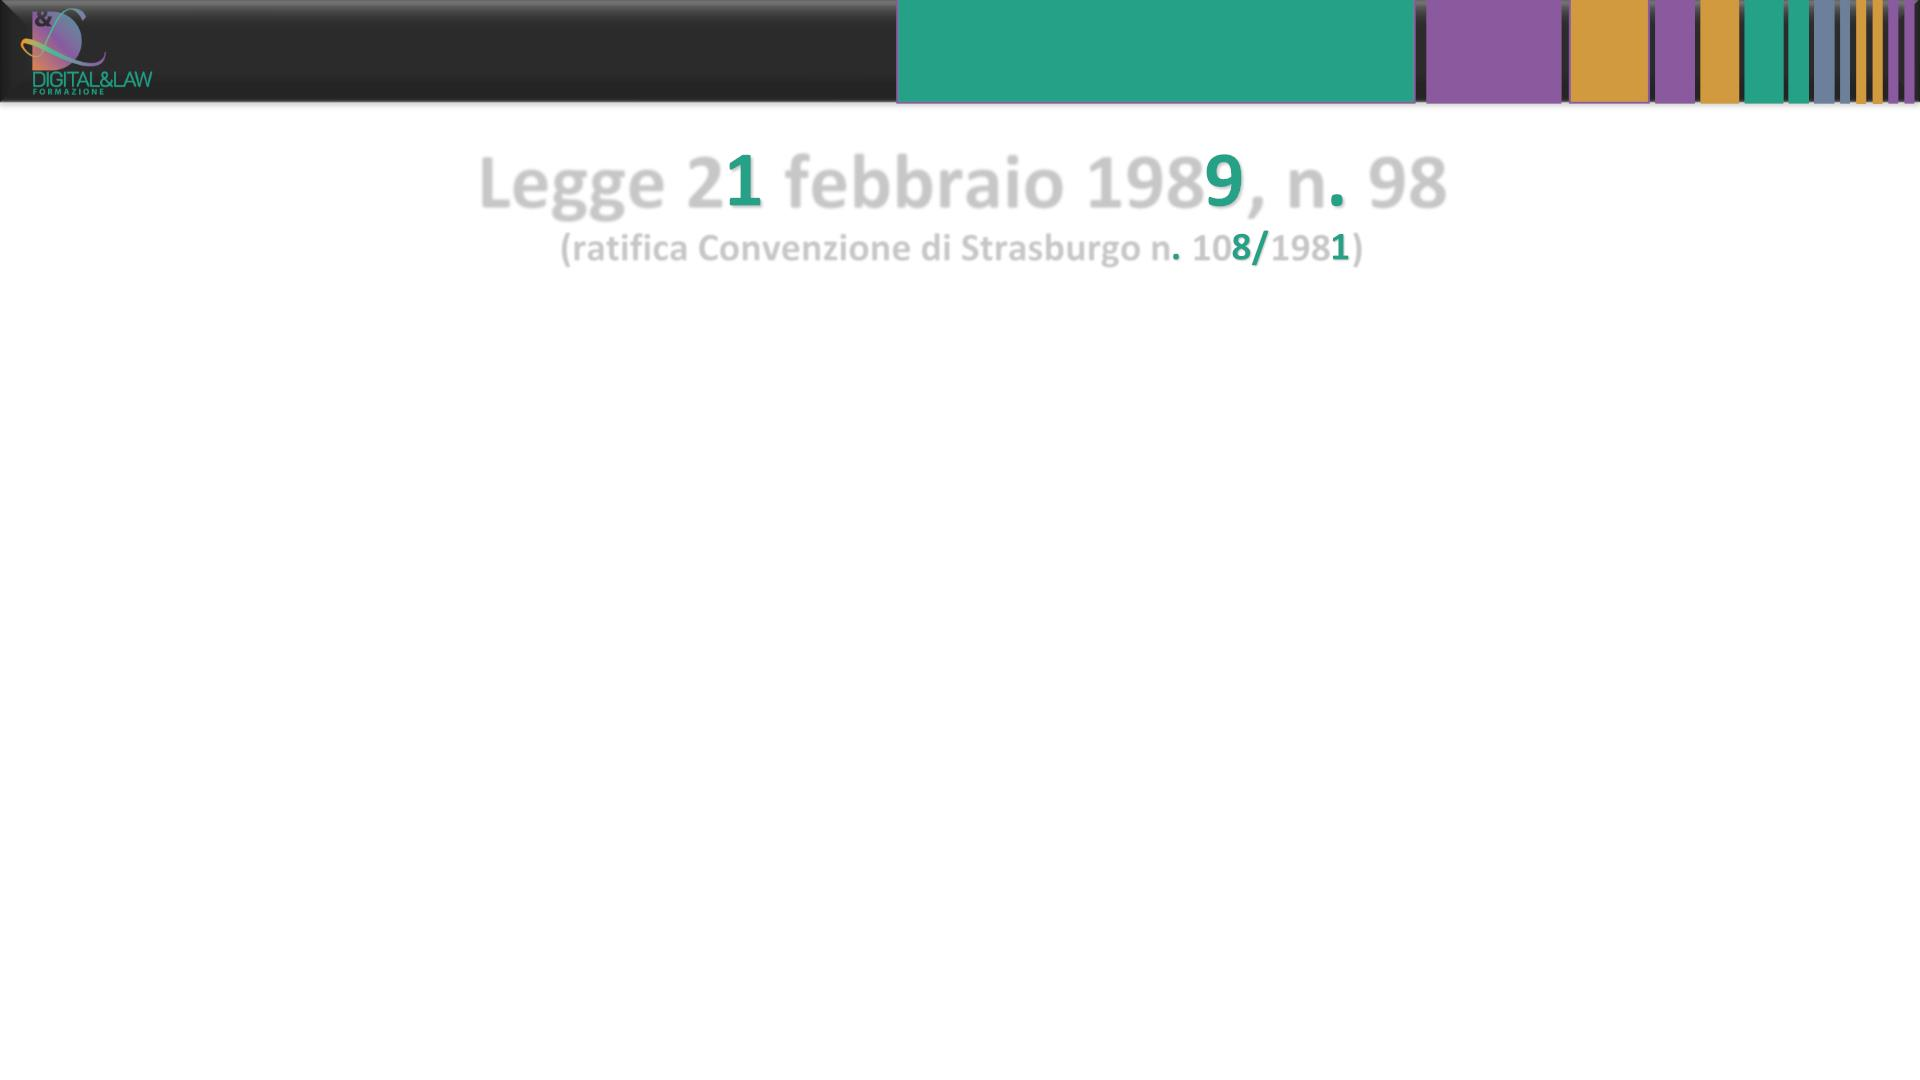 &
DIGITAL&LAW
FORMAZIONE
Legge 21 febbraio 1989, n. 98
(ratifica Convenzione di Strasburgo n. 108/1981)